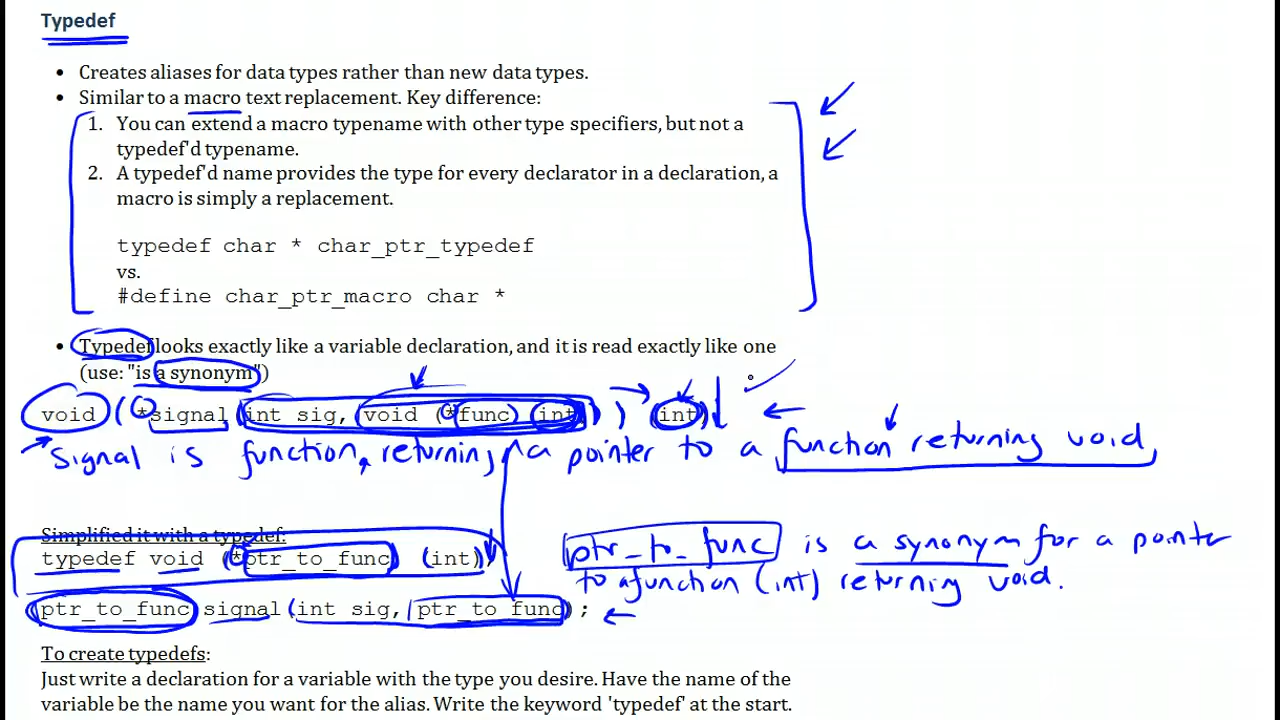 Typedef
• Creates aliases for data types rather than new data types.
• Similar to a macro text replacement. Key difference:
1. You can extend a macro typename with other type specifiers, but not a
typedef'd typename.
2. A typedef'd name provides the type for every declarator in a declaration, a
macro is simply a replacement.
typedef char * char_ptr_typedef
vs.
#define char_ptr_macro char *
• Typedef looks exactly like a variable declaration, and it is read exactly like one
(use: "is a synonym")
void (*signal (int sig, void (*func) (int)) ) (int)
signal is function, returning a pointer to a function returning void,
Simplified it with a typedef:
typedef void (*ptr_to_func) (int) ptr_to_func is a synonym for a pointer
to a function (int) returning void.
ptr_to_func signal (int sig, ptr_to_func);
To create typedefs:
Just write a declaration for a variable with the type you desire. Have the name of the
variable be the name you want for the alias. Write the keyword 'typedef' at the start.